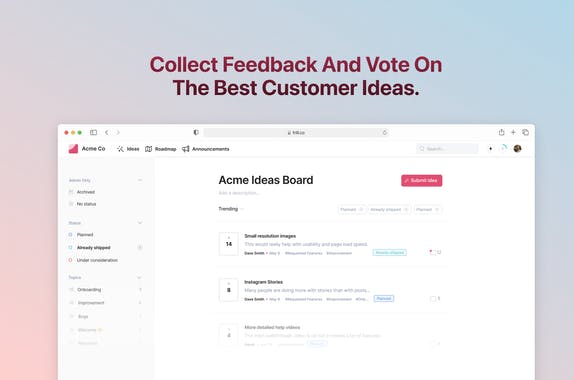 Collect Feedback And Vote On
The Best Customer Ideas.
frill.co
Acme Co
Ideas
Roadmap
Announcements
Search...
Admin Only
Archived
No status
Status
Planned
Already shipped
Under consideration
Topics
Onboarding
Improvement
Bugs
Welcome
Acme Ideas Board
Submit Idea
Add a description...
Trending
Planned
Already shipped
Planned
14
Small resolution images
This would really help with usability and page load speed.
Dave Smith • May 9 #Requested Features #Improvement
Already shipped
12
8
Instagram Stories
Many people are doing more with stories than with posts...
Dave Smith • May 9 #Requested Features #Improvement
Planned
5
4
More detailed help videos